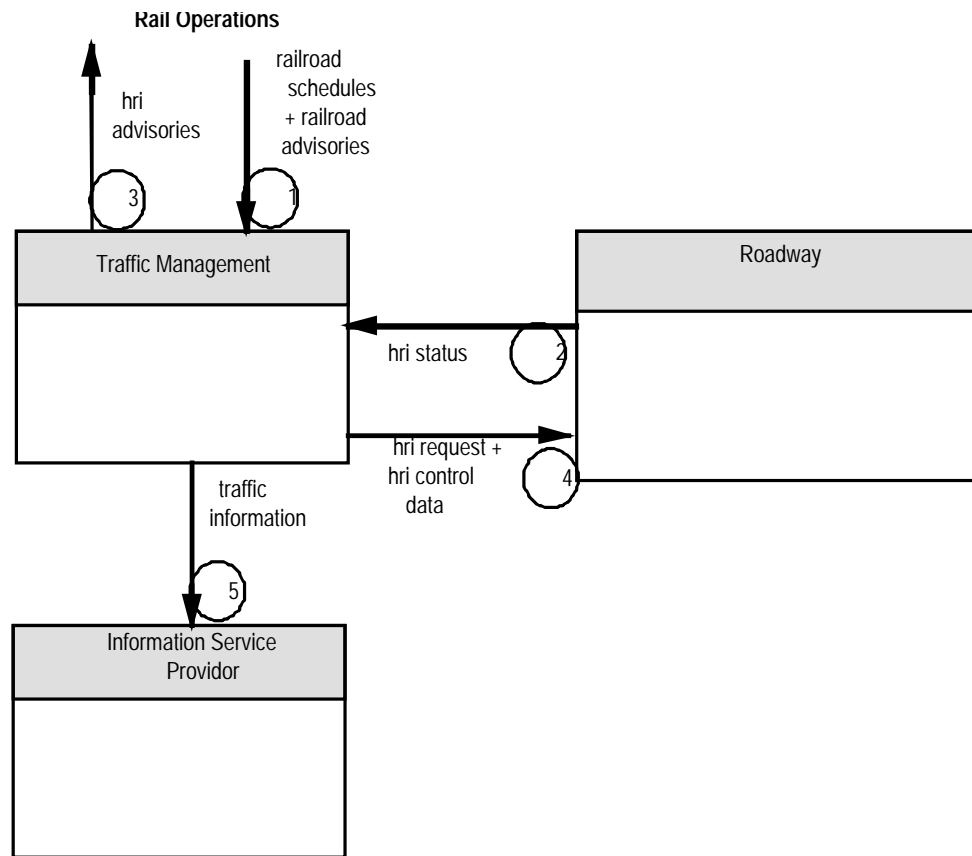 Rail Operations
railroad
schedules
+ railroad
advisories
hri
advisories
3
1
Traffic Management
Roadway
2
hri status
hri request +
hri control
data
4
traffic
information
5
Information Service
Providor